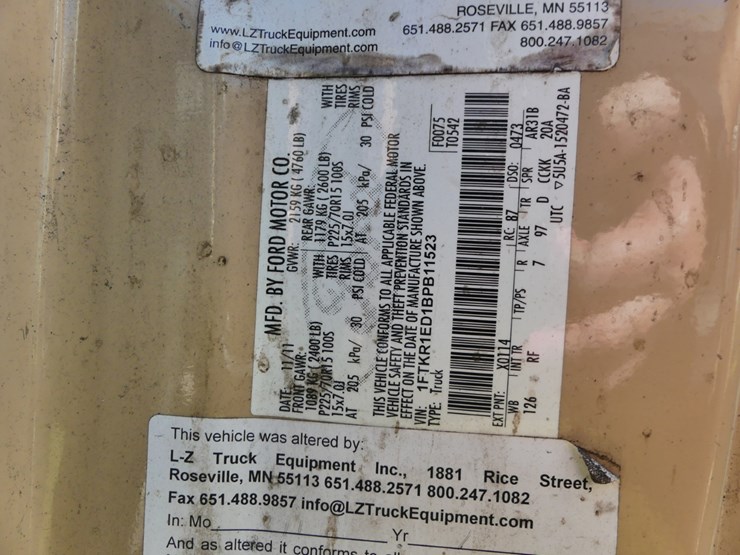 ROSEVILLE, MN 55113
www.LZTruckEquipment.com 651.488.2571 FAX 651.488.9857
info@LZTruckEquipment.com 800.247.1082
MFD. BY FORD MOTOR CO.
DATE: 11/11 GVWR: 2159 KG ( 4760 LB)
FRONT GAWR: REAR GAWR: WITH
1089 KG ( 2400 LB) WITH 1179 KG ( 2600 LB) TIRES
P225/70R15 100S TIRES P225/70R15 100S RIMS
15x7.0J RIMS 15x7.0J
AT 205 kPa/ 30 PSI COLD AT 205 kPa/ 30 PSI COLD
THIS VEHICLE CONFORMS TO ALL APPLICABLE FEDERAL MOTOR
VEHICLE SAFETY AND THEFT PREVENTION STANDARDS IN
EFFECT ON THE DATE OF MANUFACTURE SHOWN ABOVE.
VIN: 1FTKR1ED1BPB11523 F0075
TYPE: Truck T0542
EXT PNT: X0114 RC: B7 DSO: 0473
WB INT TR TP/PS R AXLE TR SPR AR31B
126 RF 7 97 D CCKK 20A
UTC ▽5U5A-1520472-BA
This vehicle was altered by:
L-Z Truck Equipment Inc., 1881 Rice Street,
Roseville, MN 55113 651.488.2571 800.247.1082
Fax 651.488.9857 info@LZTruckEquipment.com
In: Mo Yr
And as altered it conforms to